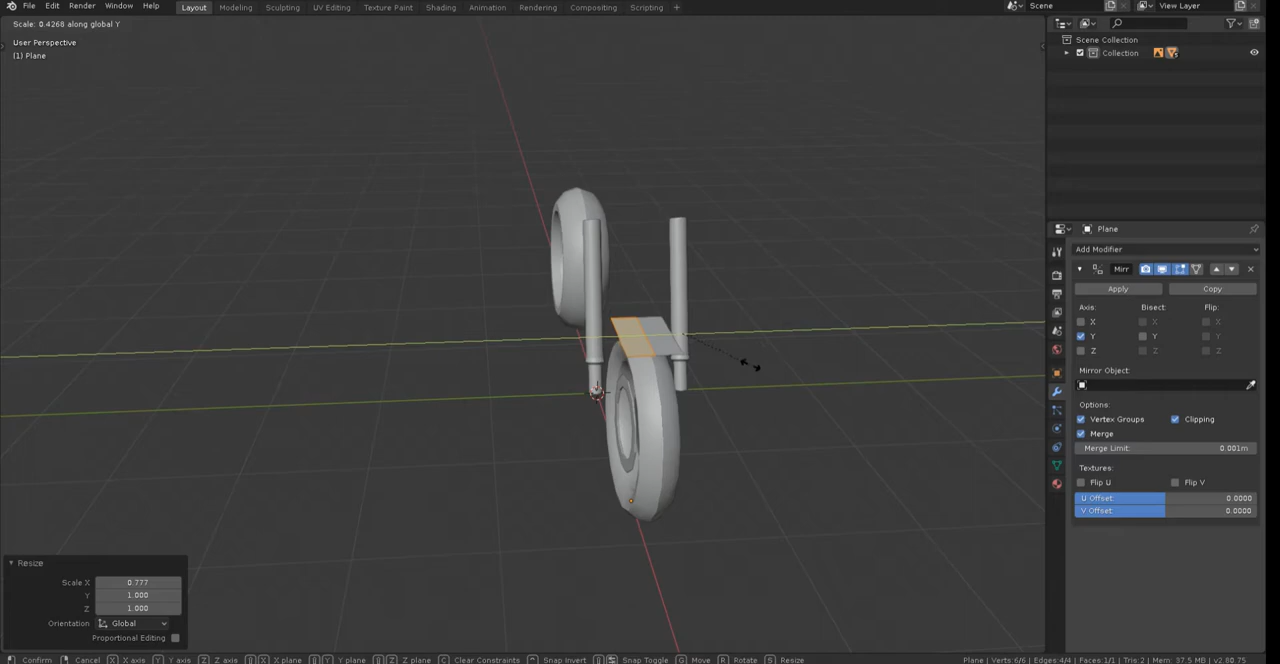 File Edit Render Window Help Layout Modeling Sculpting UV Editing Texture Paint Shading Animation Rendering Compositing Scripting + Scene View Layer
Scale: 0.4268 along global Y
User Perspective
(1) Plane
Scene Collection
Collection
Plane
Add Modifier
Mirr
Apply Copy
Axis: Bisect: Flip:
X X X
Y Y Y
Z Z Z
Mirror Object:
Options:
Vertex Groups Clipping
Merge
Merge Limit: 0.001m
Textures:
Flip U Flip V
U Offset: 0.0000
V Offset: 0.0000
Resize
Scale X 0.777
Y 1.000
Z 1.000
Orientation Global
Proportional Editing
Confirm Cancel X X axis Y Y axis Z Z axis X X plane Y Y plane Z Z plane C Clear Constraints Snap Invert Snap Toggle G Move R Rotate S Resize Plane | Verts:6/6 | Edges:4/4 | Faces:1/1 | Tris:2 | Mem: 37.5 MB | v2.80.75